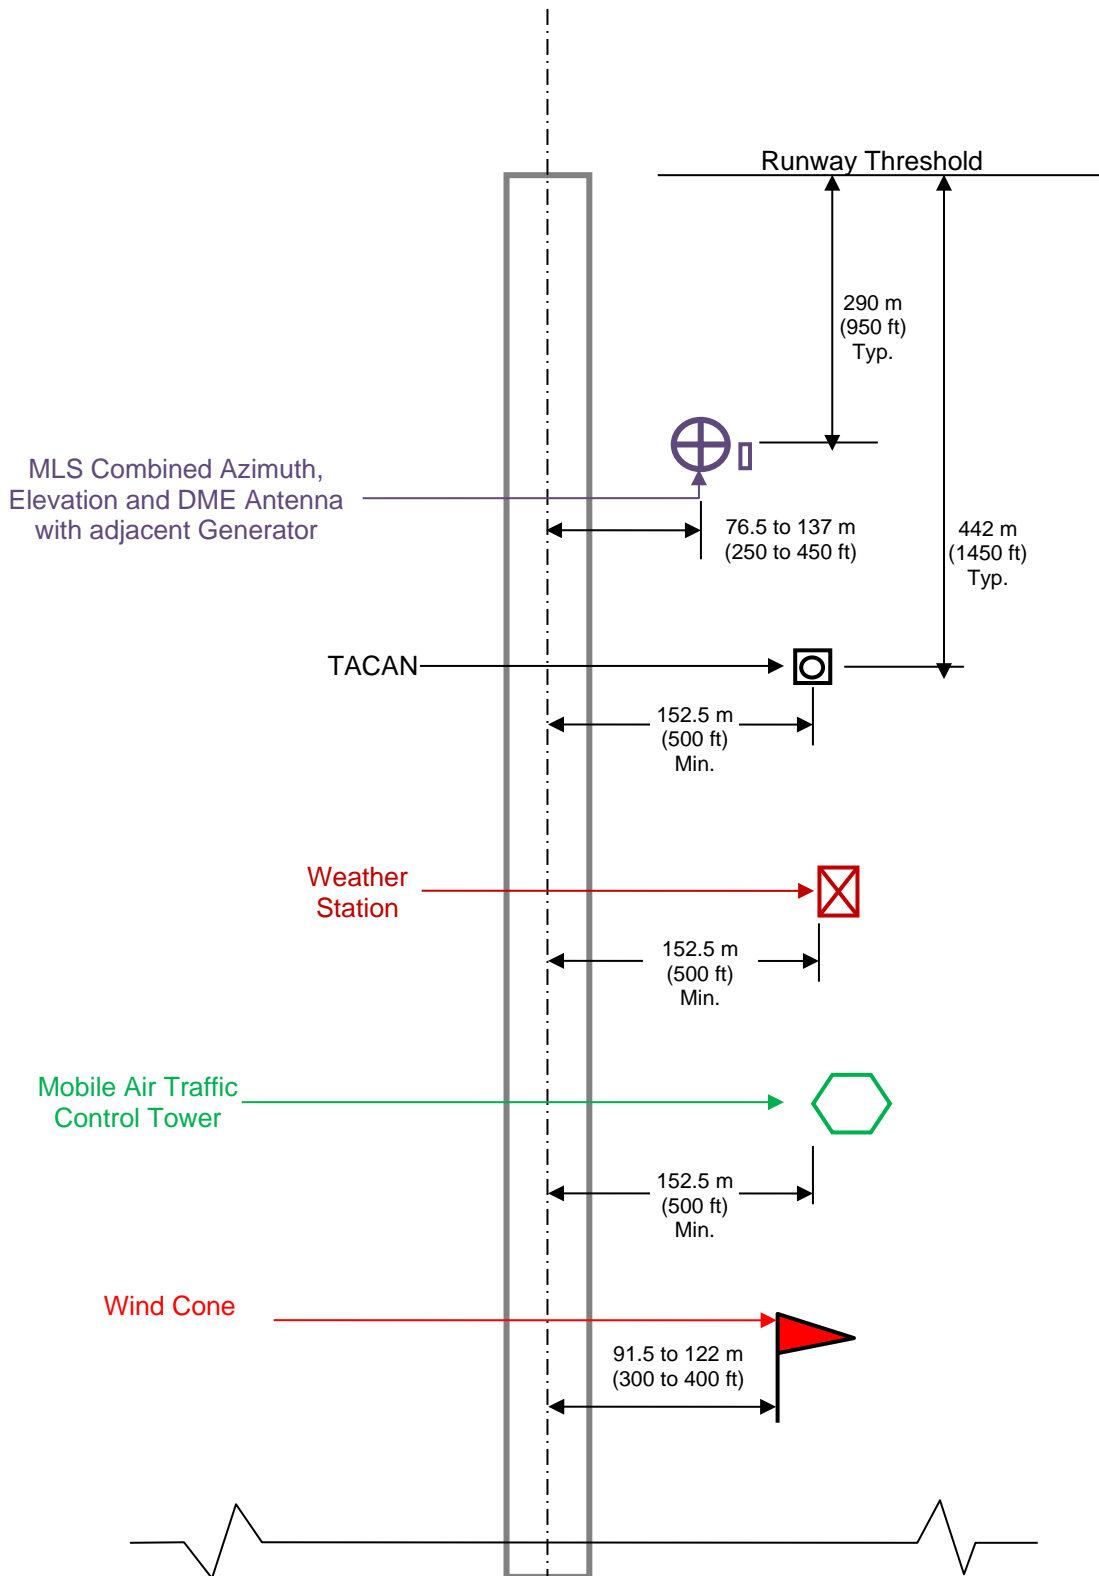 Runway Threshold
290 m
(950 ft)
Typ.
MLS Combined Azimuth,
Elevation and DME Antenna
with adjacent Generator
76.5 to 137 m
(250 to 450 ft)
442 m
(1450 ft)
Typ.
TACAN
152.5 m
(500 ft)
Min.
Weather
Station
152.5 m
(500 ft)
Min.
Mobile Air Traffic
Control Tower
152.5 m
(500 ft)
Min.
Wind Cone
91.5 to 122 m
(300 to 400 ft)